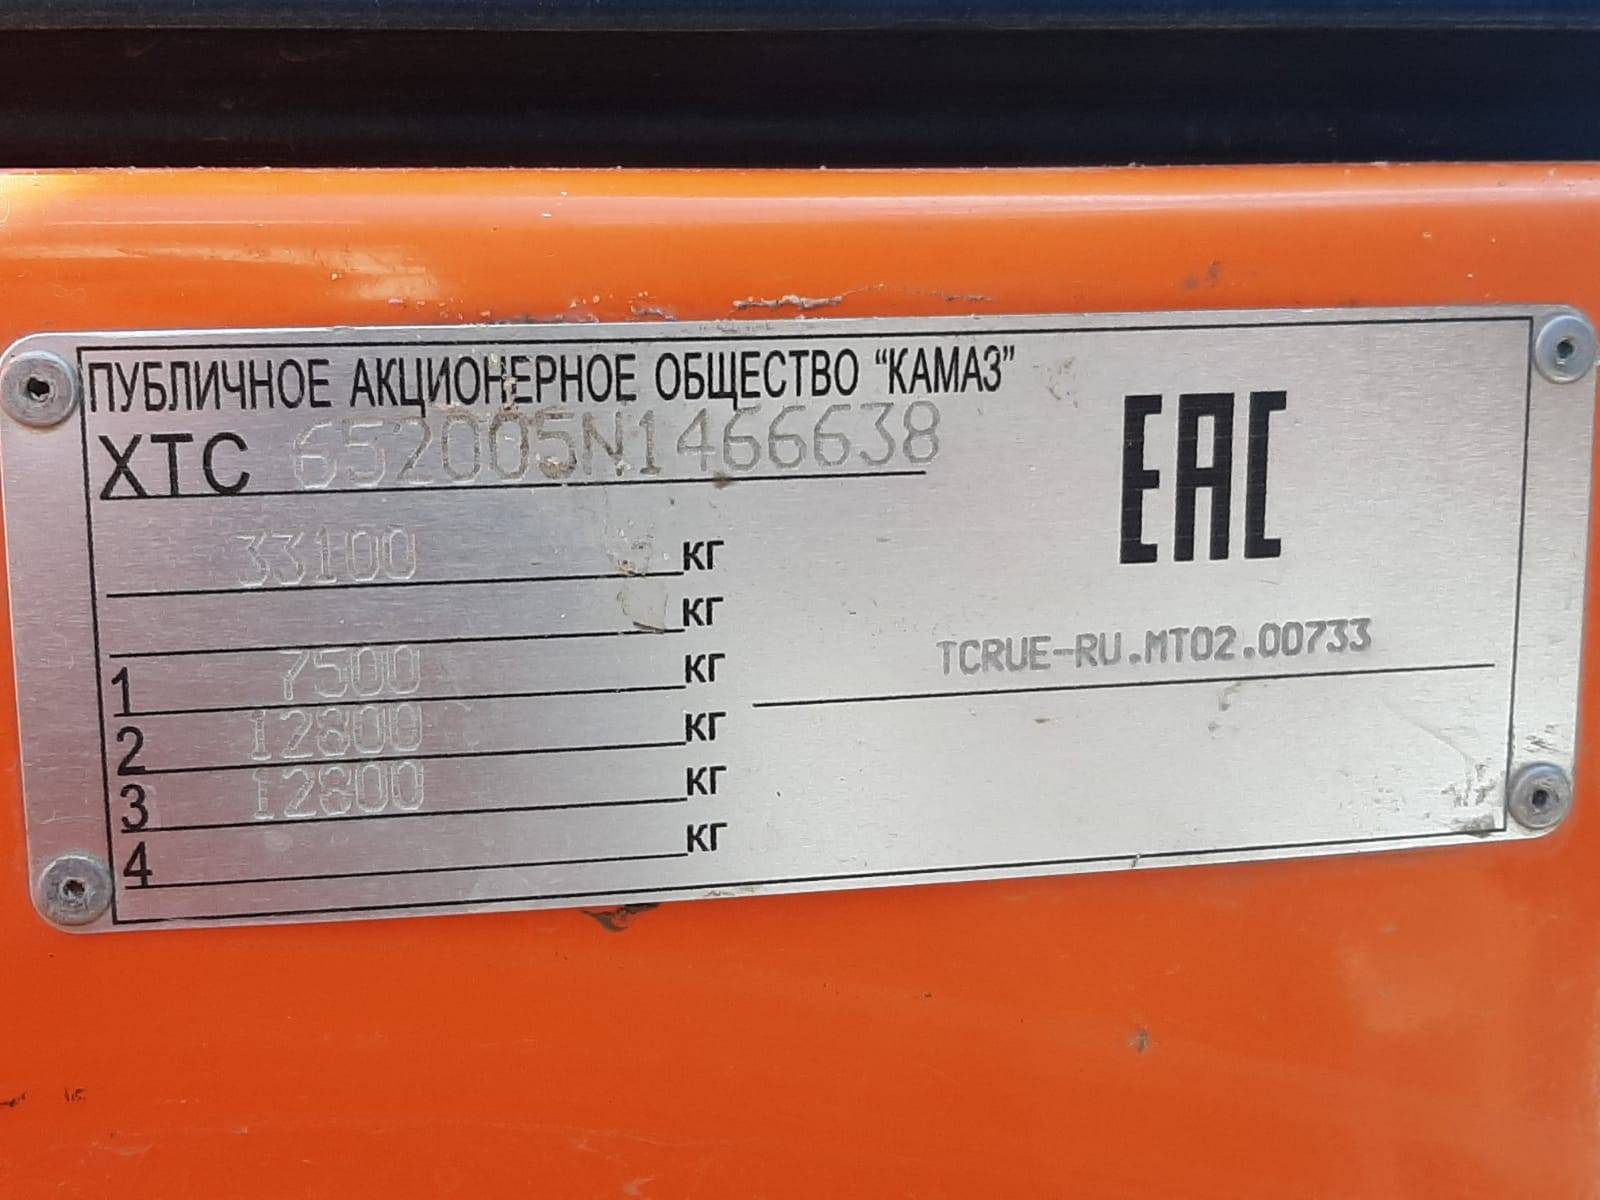 ПУБЛИЧНОЕ АКЦИОНЕРНОЕ ОБЩЕСТВО “КАМАЗ”
XTC 652005N1466638
EAC
33100 кг
кг
TCRUE-RU.MT02.00733
1 7500 кг
2 12800 кг
3 12800 кг
4 кг